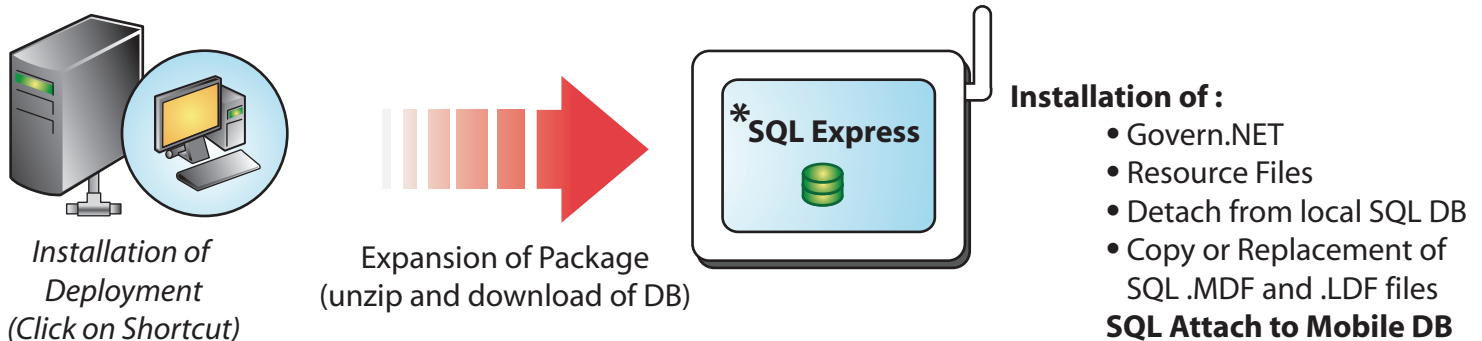 Installation of
Deployment
(Click on Shortcut)
Expansion of Package
(unzip and download of DB)
*SQL Express
Installation of :
• Govern.NET
• Resource Files
• Detach from local SQL DB
• Copy or Replacement of
SQL .MDF and .LDF files
SQL Attach to Mobile DB